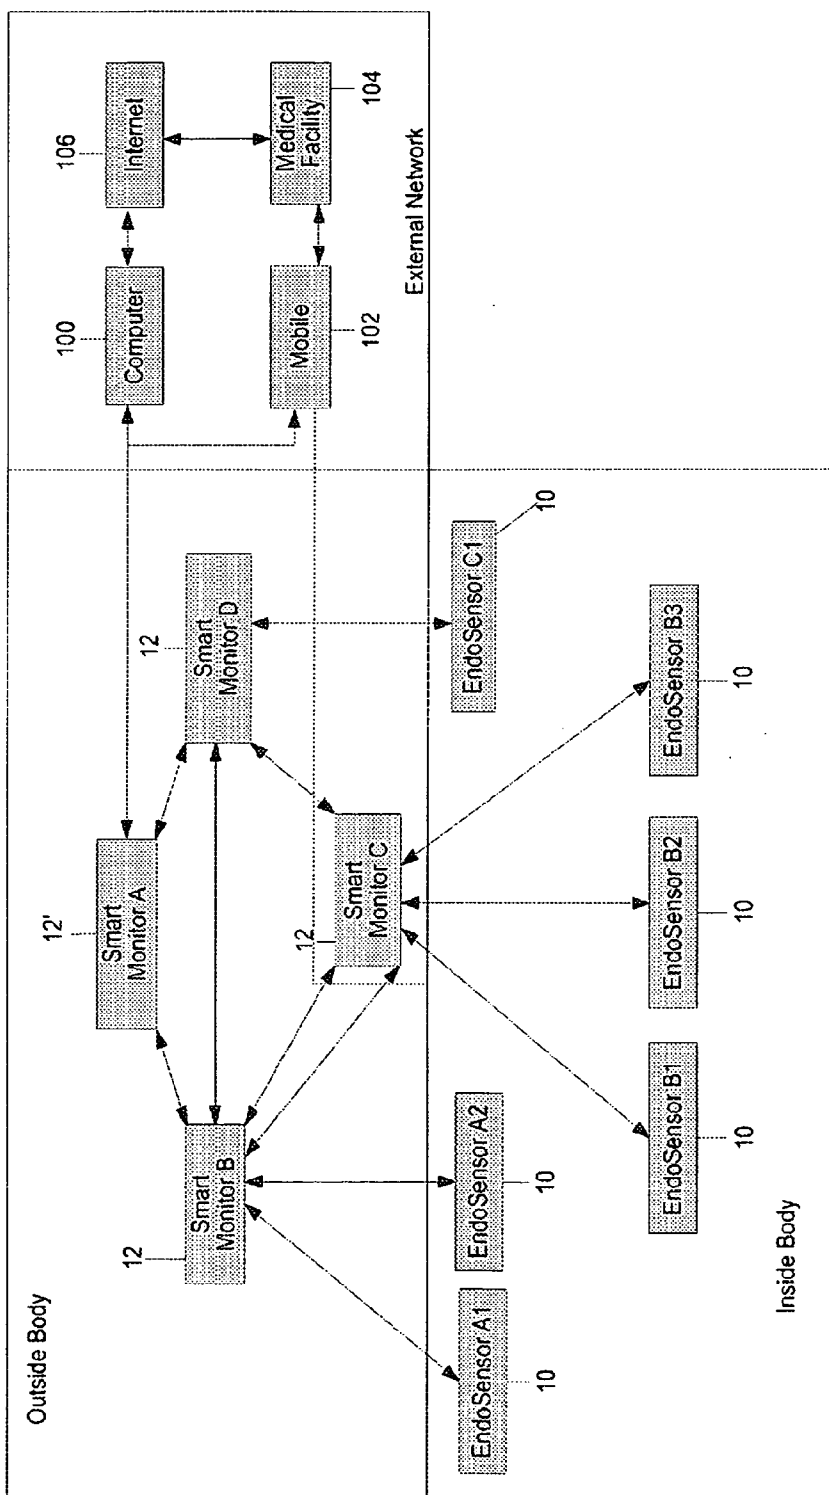 Outside Body
12'
Smart
Monitor A
12
Smart
Monitor B
12
Smart
Monitor D
12
Smart
Monitor C
100
Computer
106
Internet
Mobile
102
Medical
Facility
104
External Network
EndoSensor A1
10
EndoSensor A2
10
EndoSensor C1
10
EndoSensor B1
10
EndoSensor B2
10
EndoSensor B3
10
Inside Body